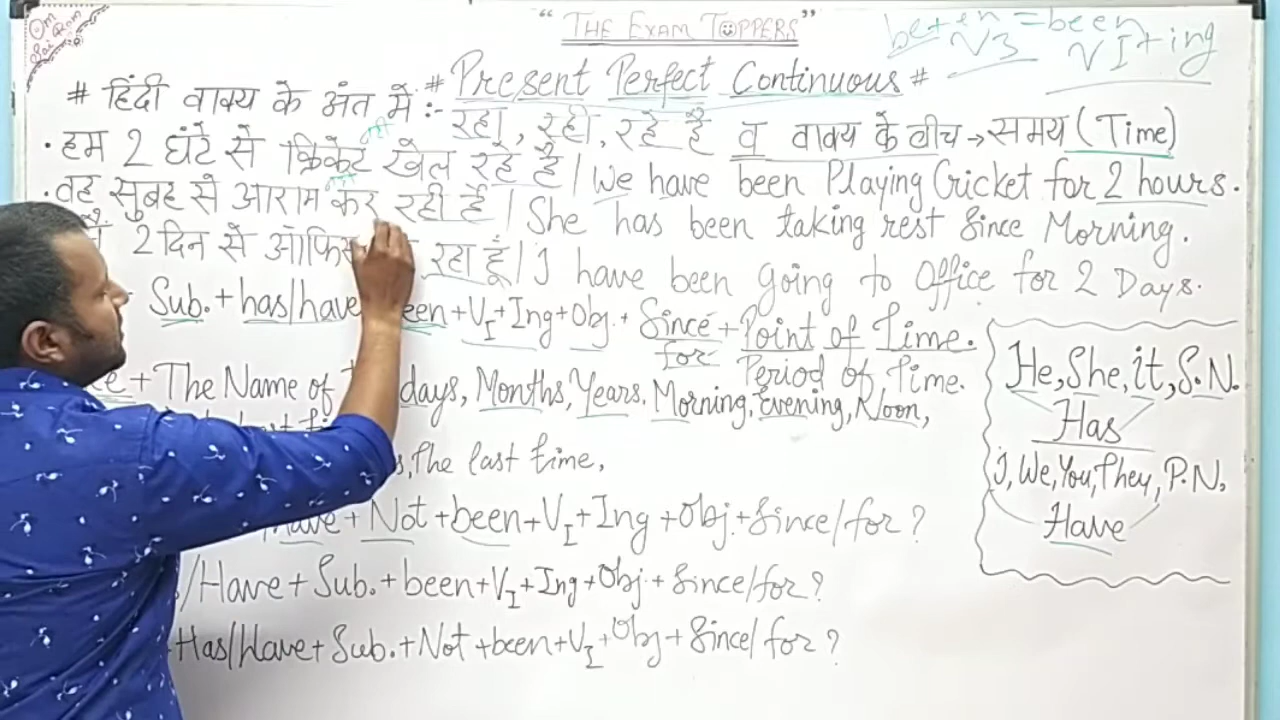 Om
Sai Ram
“THE EXAM TOPPERS”
be+en = been
V3 VI+ing
# Present Perfect Continuous #
# हिंदी वाक्य के अंत में :- रहा, रही, रहे है व वाक्य के बीच → समय (Time)
• हम 2 घंटे से क्रिकेट खेल रहे है | We have been Playing Cricket for 2 hours.
• वह सुबह से आराम कर रही है | She has been taking rest Since Morning.
2 दिन से ऑफिस रहा हूँ | I have been going to Office for 2 Days.
Sub. + has/have been + VI + Ing + Obj. + Since + Point of Time.
for Period of Time.
+ The Name of days, Months, Years, Morning, Evening, Noon,
The last time,
have + Not + been + VI + Ing + Obj. + Since/for ?
/Have + Sub. + been + VI + Ing + Obj. + Since/for ?
Has/Have + Sub. + Not + been + VI + Obj + Since/for ?
He, She, it, S.N.
Has
I, We, You, They, P.N.
Have